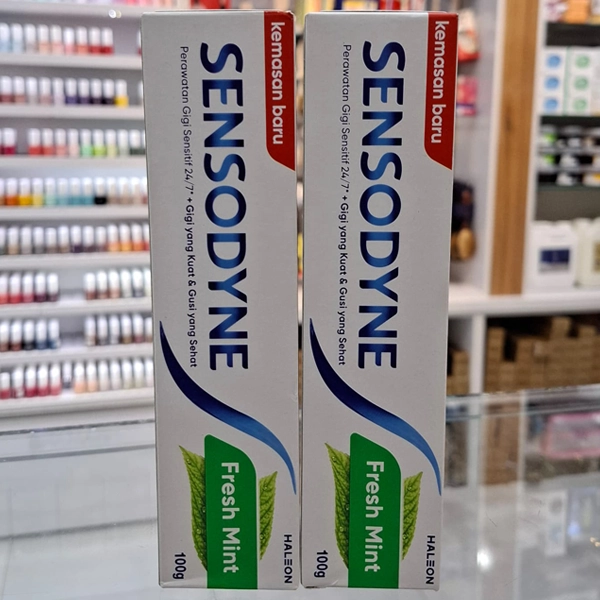 kemasan baru
SENSODYNE
Perawatan Gigi Sensitif 24/7* + Gigi yang Kuat & Gusi yang Sehat
Fresh Mint
HALEON
100g
kemasan baru
SENSODYNE
Perawatan Gigi Sensitif 24/7* + Gigi yang Kuat & Gusi yang Sehat
Fresh Mint
HALEON
100g